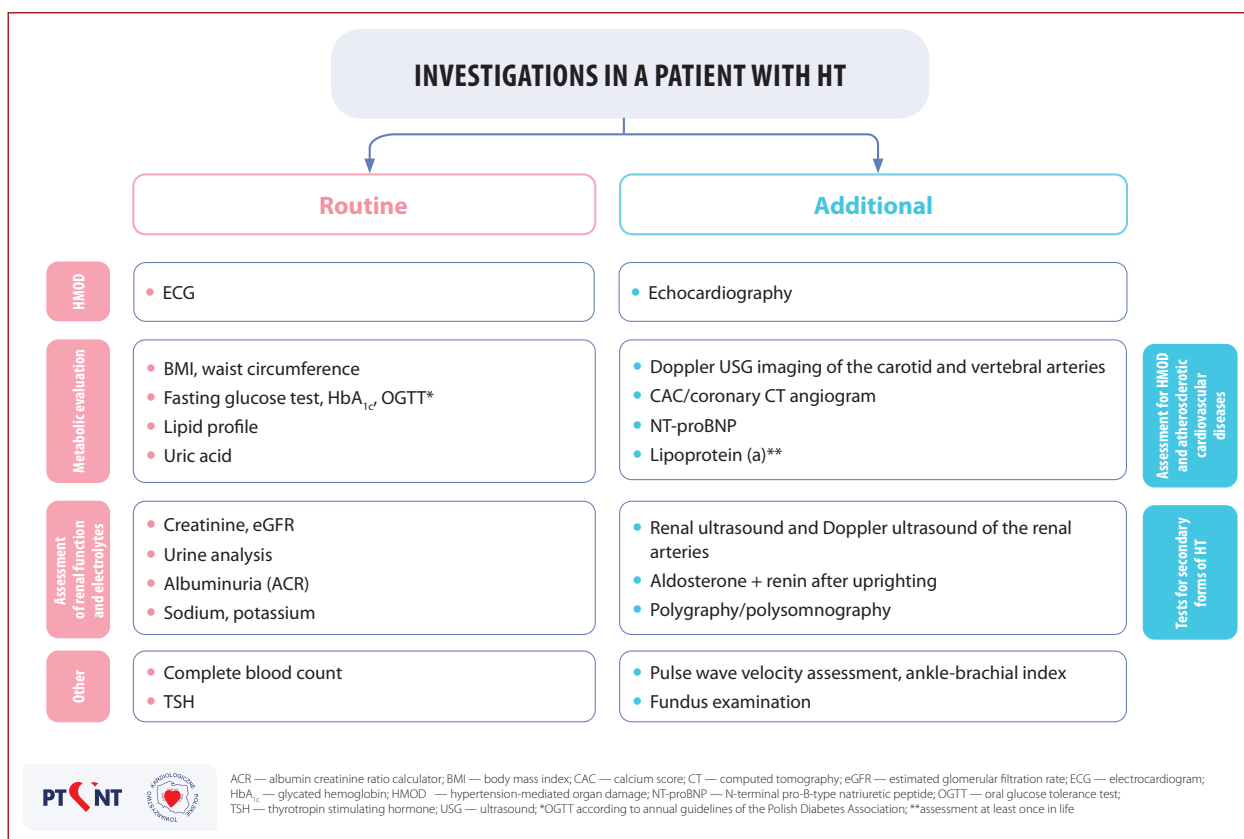 INVESTIGATIONS IN A PATIENT WITH HT
Routine
Additional
HMOD
• ECG
• Echocardiography
Metabolic evaluation
• BMI, waist circumference
• Fasting glucose test, HbA1c, OGTT*
• Lipid profile
• Uric acid
• Doppler USG imaging of the carotid and vertebral arteries
• CAC/coronary CT angiogram
• NT-proBNP
• Lipoprotein (a)**
Assessment for HMOD
and atherosderotic
cardiovascular
diseases
Assessment
of renal function
and electrolytes
• Creatinine, eGFR
• Urine analysis
• Albuminuria (ACR)
• Sodium, potassium
• Renal ultrasound and Doppler ultrasound of the renal
arteries
• Aldosterone + renin after uprighting
• Polygraphy/polysomnography
Tests for secondary
forms of HT
Other
• Complete blood count
• TSH
• Pulse wave velocity assessment, ankle-brachial index
• Fundus examination
PT NT
POLSKIE TOWARZYSTWO KARDIOLOGICZNE
ACR — albumin creatinine ratio calculator; BMI — body mass index; CAC — calcium score; CT — computed tomography; eGFR — estimated glomerular filtration rate; ECG — electrocardiogram;
HbA1c — glycated hemoglobin; HMOD — hypertension-mediated organ damage; NT-proBNP — N-terminal pro-B-type natriuretic peptide; OGTT — oral glucose tolerance test;
TSH — thyrotropin stimulating hormone; USG — ultrasound; *OGTT according to annual guidelines of the Polish Diabetes Association; **assessment at least once in life